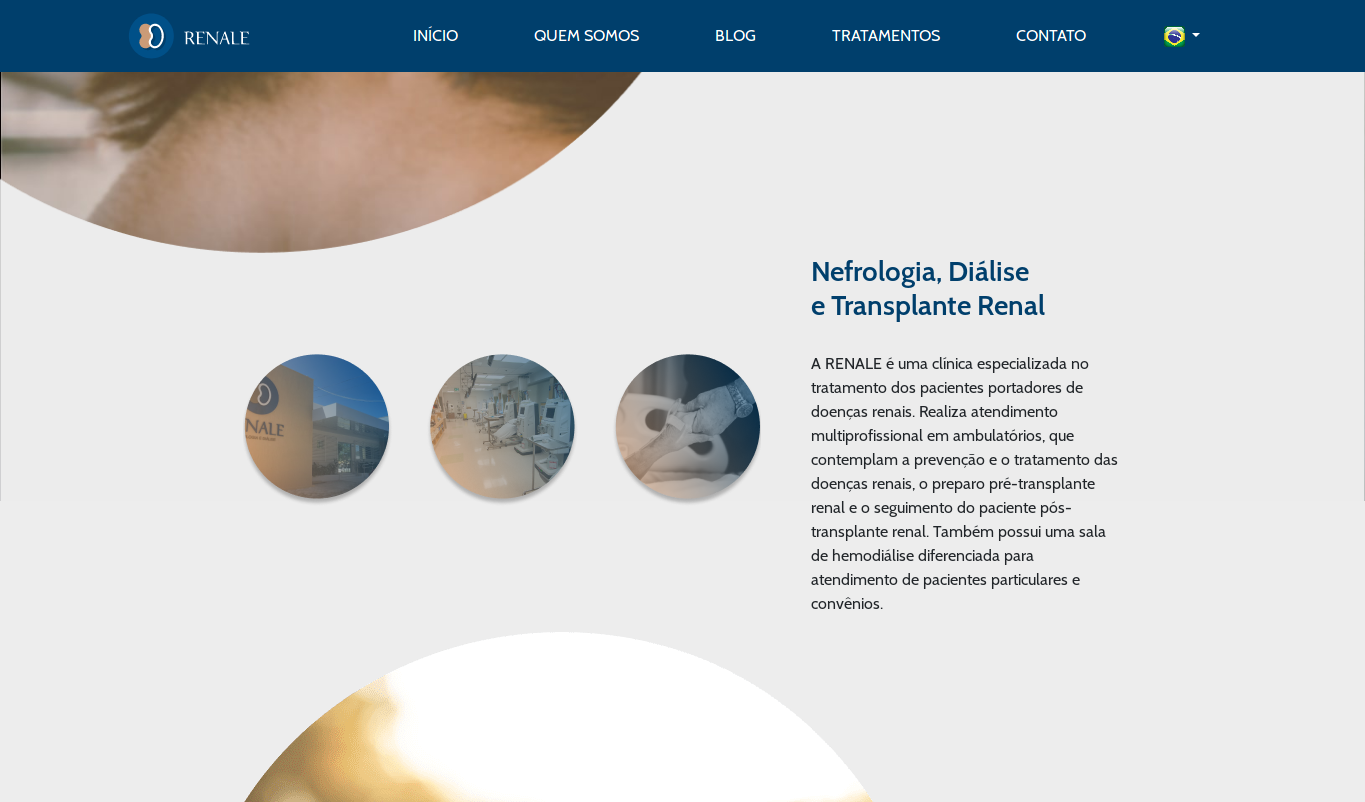 RENALE
INÍCIO
QUEM SOMOS
BLOG
TRATAMENTOS
CONTATO
Nefrologia, Diálise
e Transplante Renal
A RENALE é uma clínica especializada no
tratamento dos pacientes portadores de
doenças renais. Realiza atendimento
multiprofissional em ambulatórios, que
contemplam a prevenção e o tratamento das
doenças renais, o preparo pré-transplante
renal e o seguimento do paciente pós-
transplante renal. Também possui uma sala
de hemodiálise diferenciada para
atendimento de pacientes particulares e
convênios.
NALE